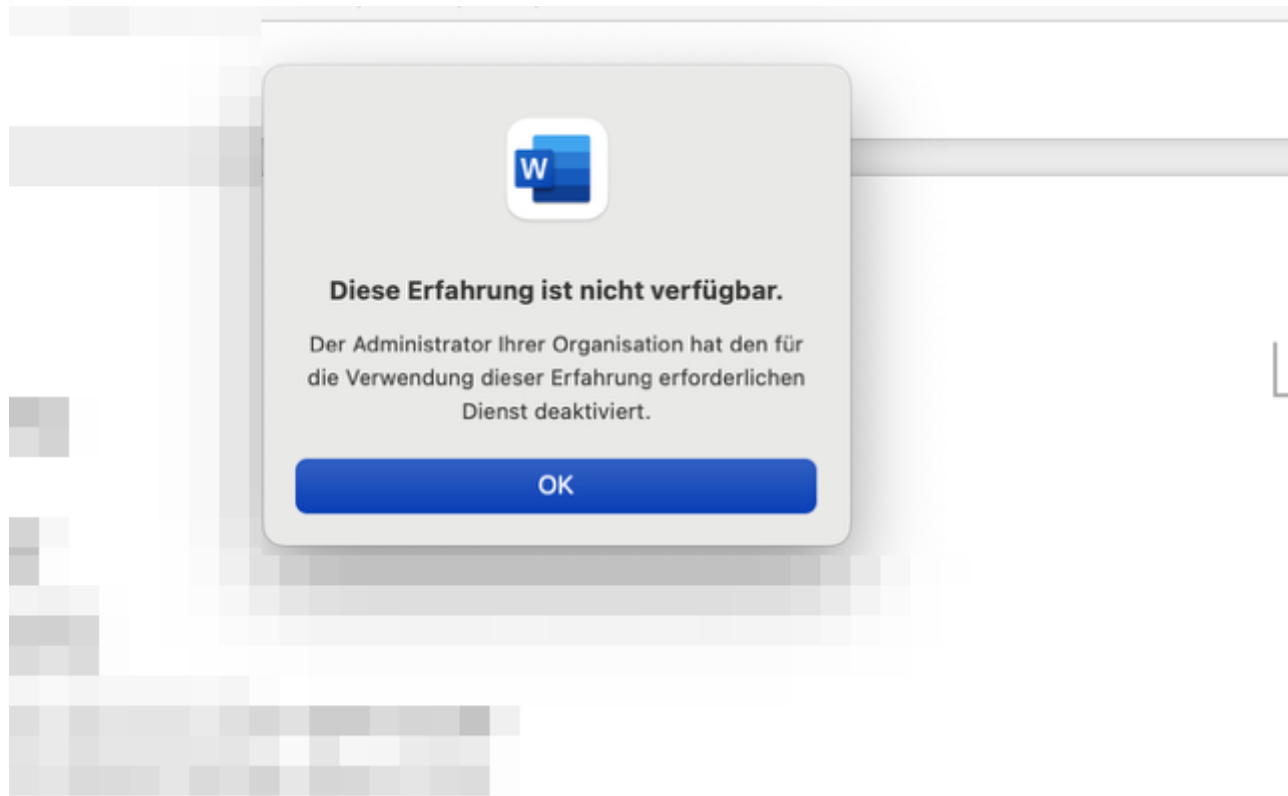 W
Diese Erfahrung ist nicht verfügbar.
Der Administrator Ihrer Organisation hat den für
die Verwendung dieser Erfahrung erforderlichen
Dienst deaktiviert.
OK